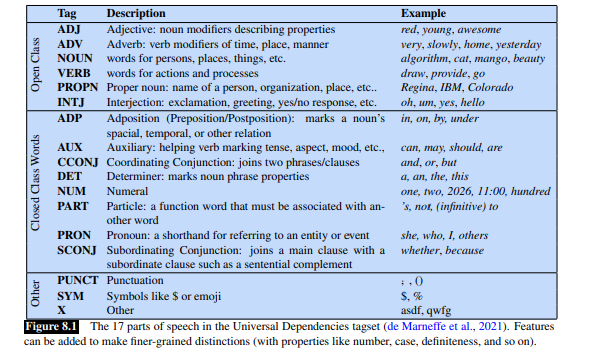 Tag Description Example
Open Class
ADJ Adjective: noun modifiers describing properties red, young, awesome
ADV Adverb: verb modifiers of time, place, manner very, slowly, home, yesterday
NOUN words for persons, places, things, etc. algorithm, cat, mango, beauty
VERB words for actions and processes draw, provide, go
PROPN Proper noun: name of a person, organization, place, etc.. Regina, IBM, Colorado
INTJ Interjection: exclamation, greeting, yes/no response, etc. oh, um, yes, hello
Closed Class Words
ADP Adposition (Preposition/Postposition): marks a noun's in, on, by, under
spacial, temporal, or other relation
AUX Auxiliary: helping verb marking tense, aspect, mood, etc., can, may, should, are
CCONJ Coordinating Conjunction: joins two phrases/clauses and, or, but
DET Determiner: marks noun phrase properties a, an, the, this
NUM Numeral one, two, 2026, 11:00, hundred
PART Particle: a function word that must be associated with an- 's, not, (infinitive) to
other word
PRON Pronoun: a shorthand for referring to an entity or event she, who, I, others
SCONJ Subordinating Conjunction: joins a main clause with a whether, because
subordinate clause such as a sentential complement
Other
PUNCT Punctuation ; , ()
SYM Symbols like $ or emoji $, %
X Other asdf, qwfg
Figure 8.1 The 17 parts of speech in the Universal Dependencies tagset (de Marneffe et al., 2021). Features
can be added to make finer-grained distinctions (with properties like number, case, definiteness, and so on).